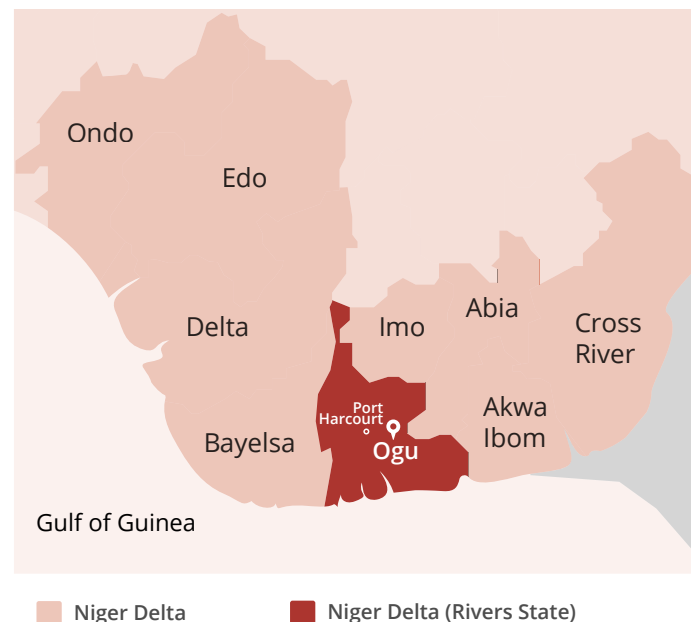 Ondo
Edo
Delta
Imo
Abia
Cross
River
Port
Harcourt
Ogu
Akwa
Ibom
Bayelsa
Gulf of Guinea
Niger Delta
Niger Delta (Rivers State)